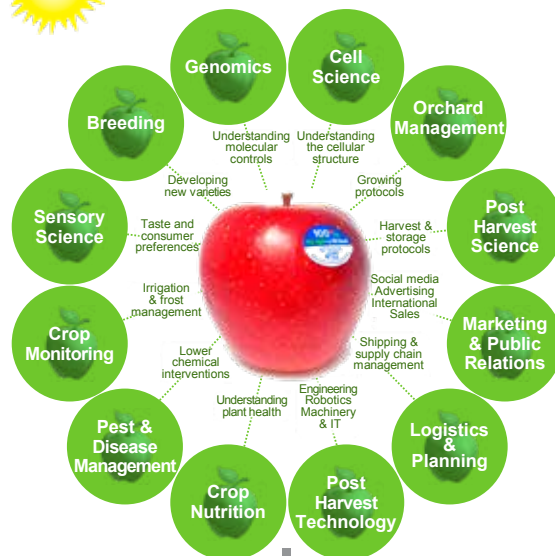 Genomics
Understanding
molecular
controls
Cell
Science
Understanding
the cellular
structure
Orchard
Management
Growing
protocols
Post
Harvest
Science
Harvest &
storage
protocols
Marketing
& Public
Relations
Social media
Advertising
International
Sales
Logistics
&
Planning
Shipping &
supply chain
management
Post
Harvest
Technology
Engineering
Robotics
Machinery
& IT
Crop
Nutrition
Understanding
plant health
Pest &
Disease
Management
Lower
chemical
interventions
Crop
Monitoring
Irrigation
& frost
management
Sensory
Science
Taste and
consumer
preferences
Breeding
Developing
new varieties